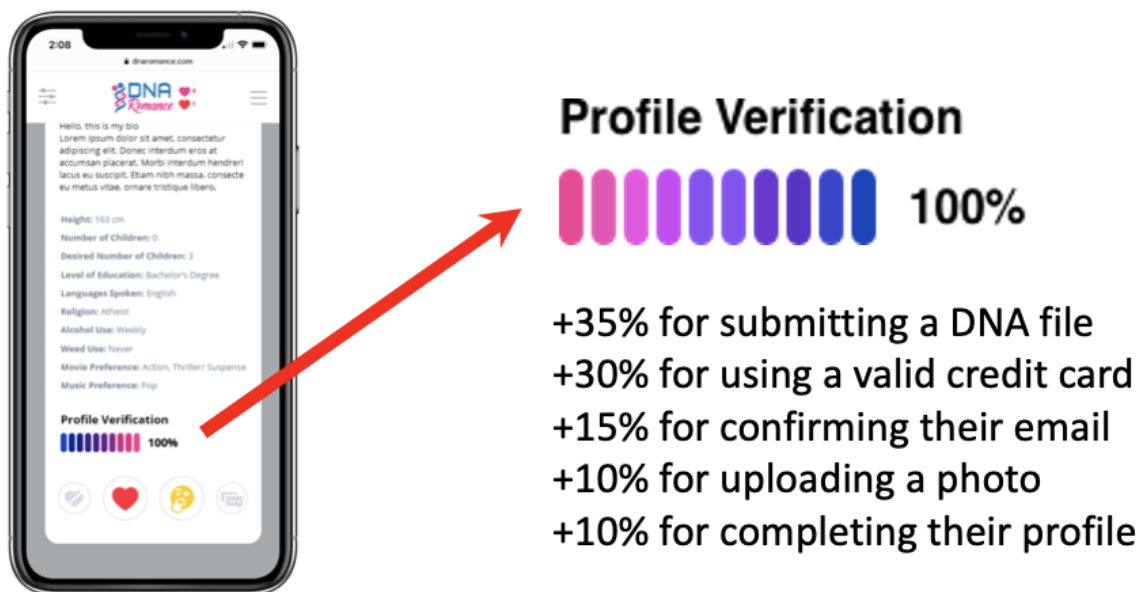 2:08
dnaromance.com
DNA
Romance
Hello, this is my bio
Lorem ipsum dolor sit amet, consectetur
adipiscing elit. Donec interdum eros at
accumsan placerat. Morbi interdum hendreri
lacus eu suscipit. Etiam nibh massa, consecte
eu metus vitae, ornare tristique libero.
Height: 163 cm
Number of Children: 0
Desired Number of Children: 3
Level of Education: Bachelor's Degree
Languages Spoken: English
Religion: Atheist
Alcohol Use: Weekly
Weed Use: Never
Movie Preference: Action, Thriller/ Suspense
Music Preference: Pop
Profile Verification
100%
Profile Verification
100%
+35% for submitting a DNA file
+30% for using a valid credit card
+15% for confirming their email
+10% for uploading a photo
+10% for completing their profile